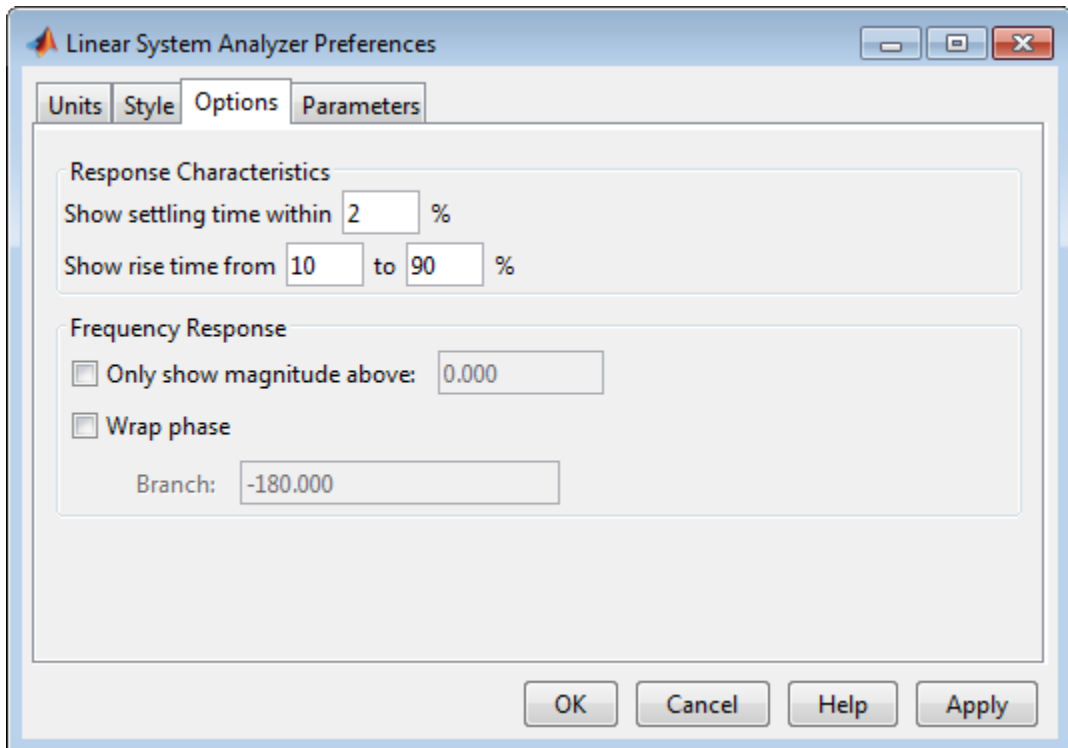 Linear System Analyzer Preferences
Units Style Options Parameters
Response Characteristics
Show settling time within 2 %
Show rise time from 10 to 90 %
Frequency Response
Only show magnitude above: 0.000
Wrap phase
Branch: -180.000
OK Cancel Help Apply